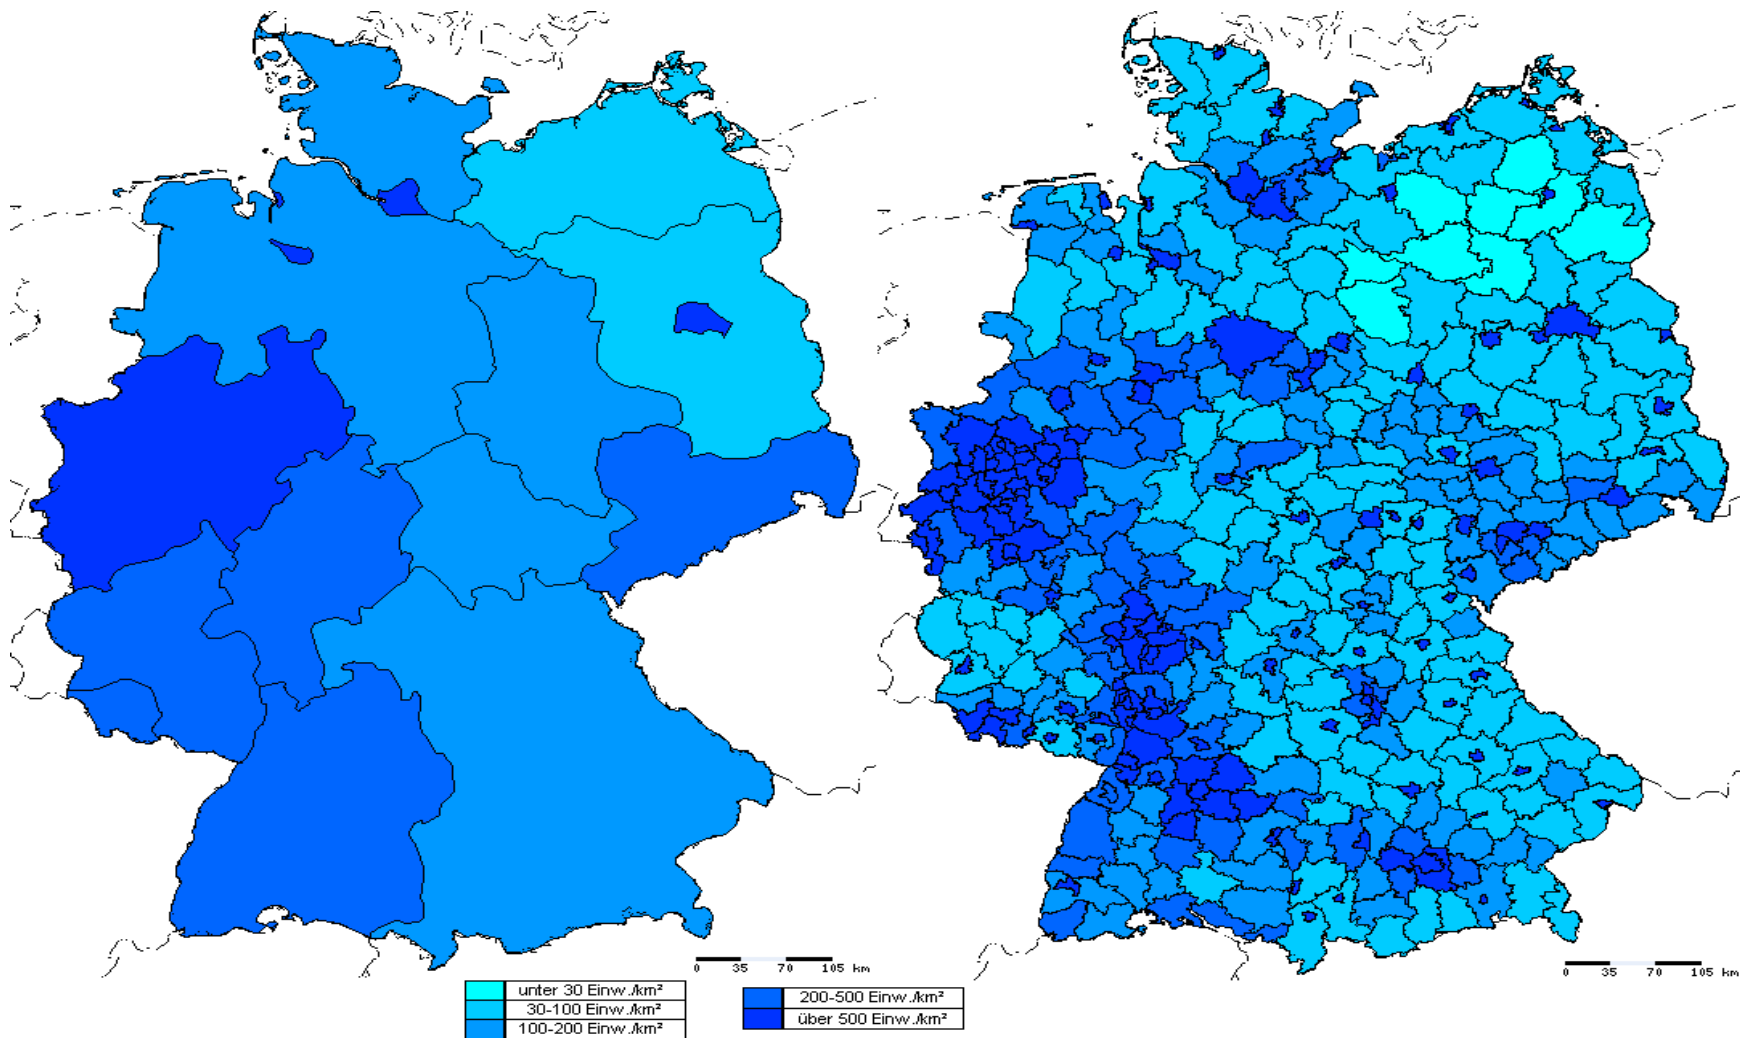 0 35 70 105 km
0 35 70 105 km
unter 30 Einw./km²
30-100 Einw./km²
100-200 Einw./km²
200-500 Einw./km²
über 500 Einw./km²